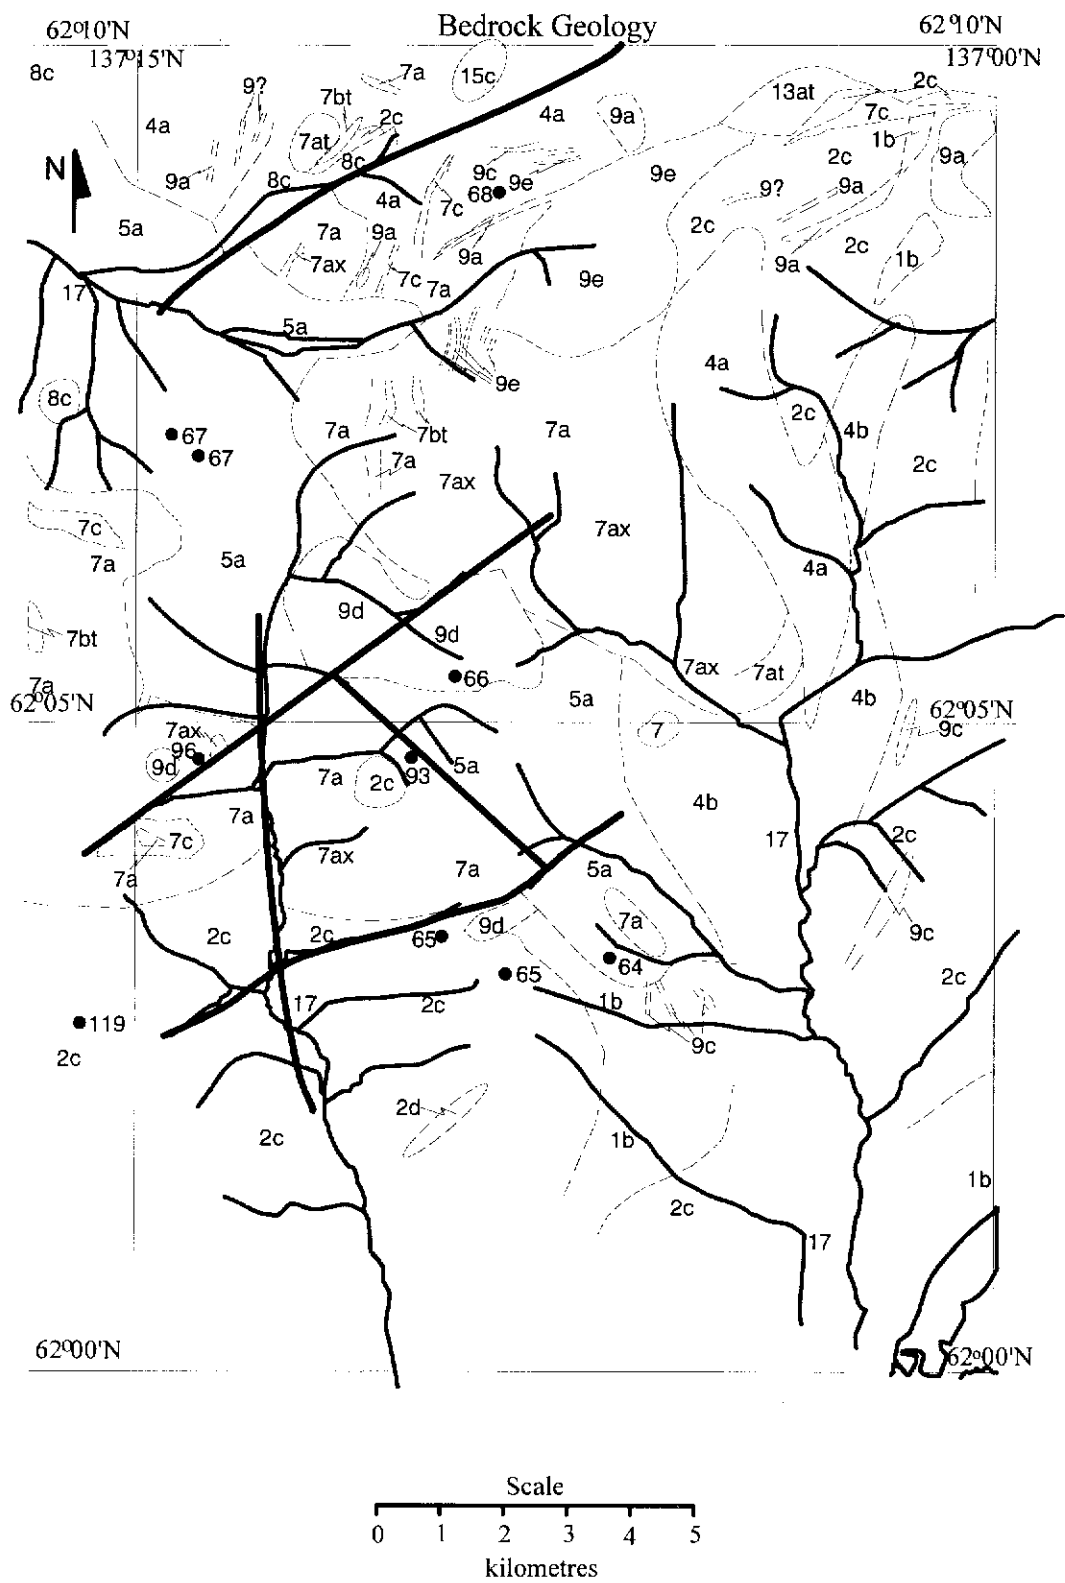 Bedrock Geology
62°10'N
62°10'N
137°15'N
137°00'N
8c
7a
15c
2c
9?
7bt
13at
4a
2c
4a
9a
7c
7at
1b
N
8c
2c
9a
9a
8c
9c
9e
9e
9?
9a
68
4a
7c
5a
7a
9a
2c
2c
7ax
9a
9a
1b
7c
7a
9e
17
5a
4a
9e
8c
2c
67
7a
7bt
7a
4b
67
7a
2c
7ax
7c
7ax
7a
5a
4a
9d
9d
7bt
7ax
7at
66
7a
5a
4b
62°05'N
62°05'N
7ax
7
9c
96
9d
7a
2c
93
5a
4b
7a
7c
7ax
17
2c
7a
7a
5a
2c
2c
65
9d
7a
9c
64
65
2c
17
2c
1b
119
9c
2c
2d
2c
1b
1b
2c
17
62°00'N
62°00'N
Scale
0 1 2 3 4 5
kilometres